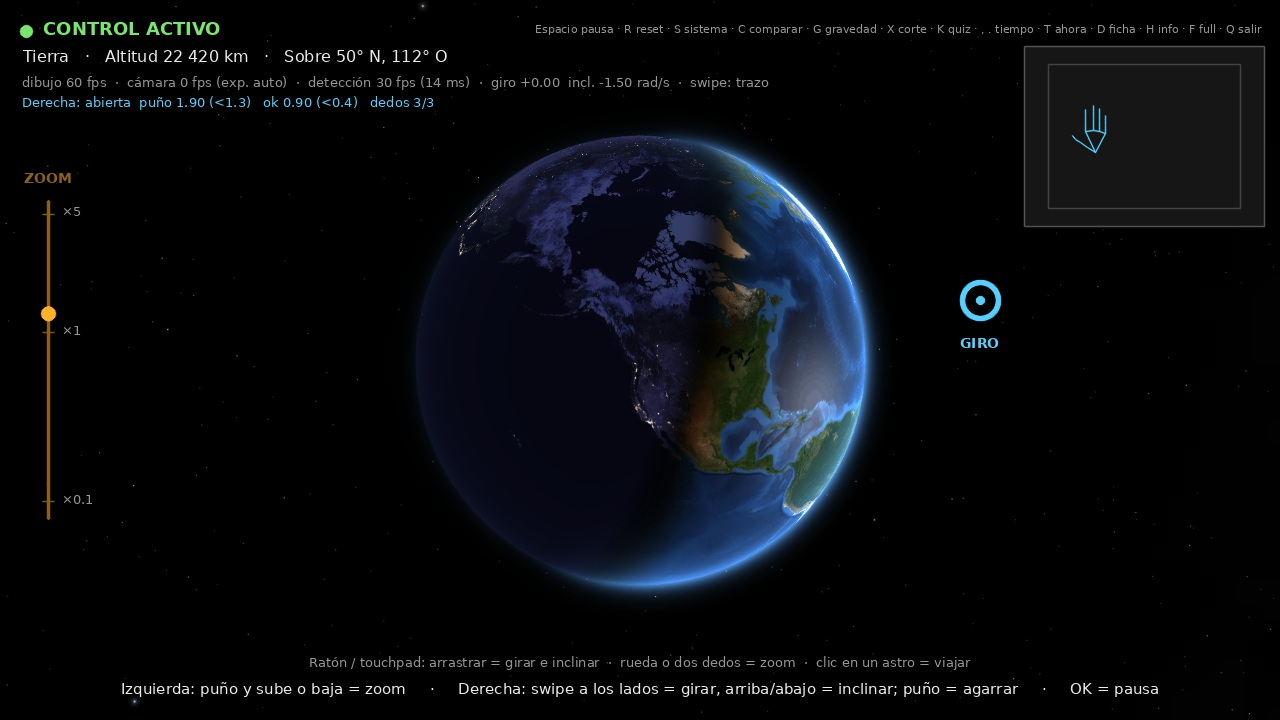 CONTROL ACTIVO
Espacio pausa · R reset · S sistema · C comparar · G gravedad · X corte · K quiz · , . tiempo · T ahora · D ficha · H info · F full · Q salir
Tierra · Altitud 22 420 km · Sobre 50° N, 112° O
dibujo 60 fps · cámara 0 fps (exp. auto) · detección 30 fps (14 ms) · giro +0.00 incl. -1.50 rad/s · swipe: trazo
Derecha: abierta puño 1.90 (<1.3) ok 0.90 (<0.4) dedos 3/3
ZOOM
×5
×1
×0.1
GIRO
Ratón / touchpad: arrastrar = girar e inclinar · rueda o dos dedos = zoom · clic en un astro = viajar
Izquierda: puño y sube o baja = zoom · Derecha: swipe a los lados = girar, arriba/abajo = inclinar; puño = agarrar · OK = pausa